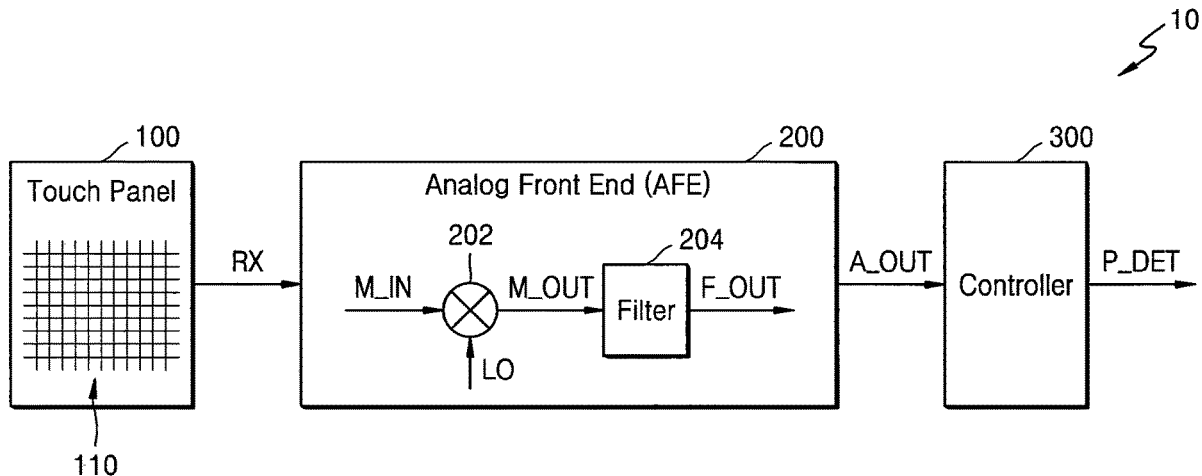 10
100
200
300
Touch Panel
Analog Front End (AFE)
202
204
RX
M_IN
M_OUT
Filter
F_OUT
A_OUT
Controller
P_DET
LO
110